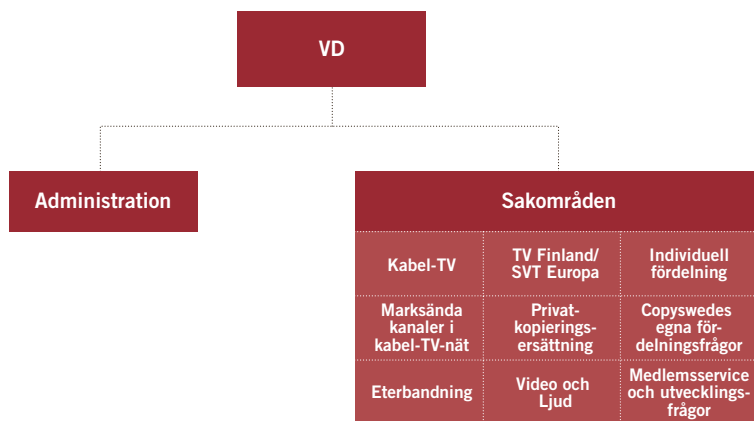 VD
Administration
Sakområden
Kabel-TV
TV Finland/
SVT Europa
Individuell
fördelning
Marksända
kanaler i
kabel-TV-nät
Privat-
kopierings-
ersättning
Copyswedes
egna för-
delningsfrågor
Eterbandning
Video och
Ljud
Medlemsservice
och utvecklings-
frågor